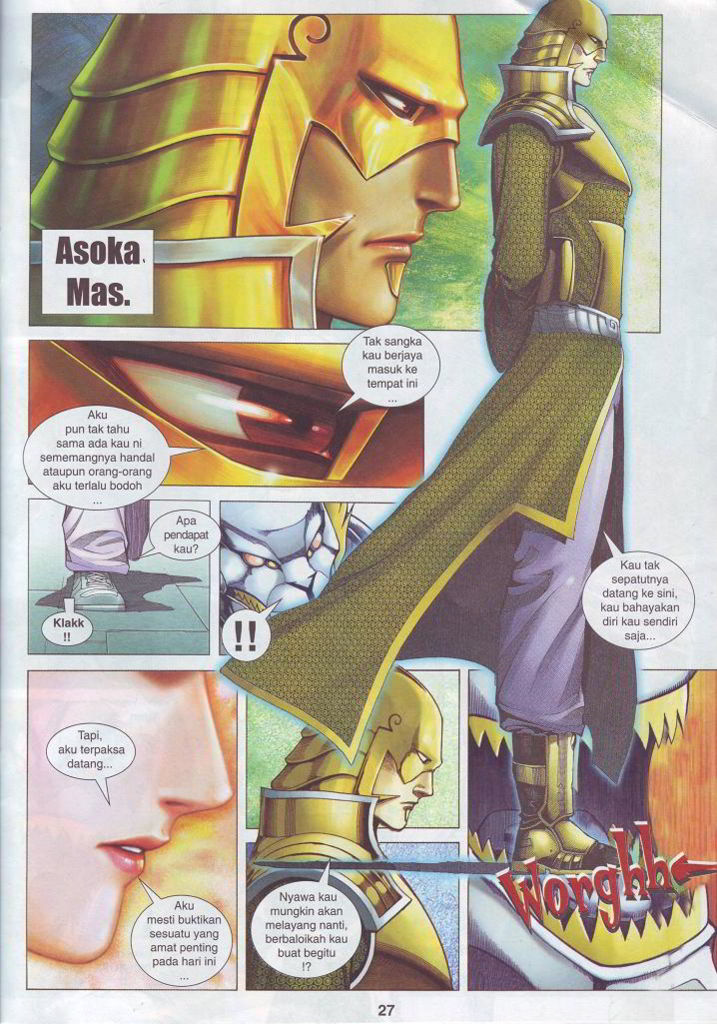 Asoka
Mas.
Tak sangka
kau berjaya
masuk ke
tempat ini
...
Aku
pun tak tahu
sama ada kau ni
sememangnya handal
ataupun orang-orang
aku terlalu bodoh
...
Apa
pendapat
kau?
Klakk
!!
!!
Kau tak
sepatutnya
datang ke sini,
kau bahayakan
diri kau sendiri
saja...
Tapi,
aku terpaksa
datang...
Aku
mesti buktikan
sesuatu yang
amat penting
pada hari ini
...
Nyawa kau
mungkin akan
melayang nanti,
berbaloikah kau
buat begitu
!?
Worghh
27